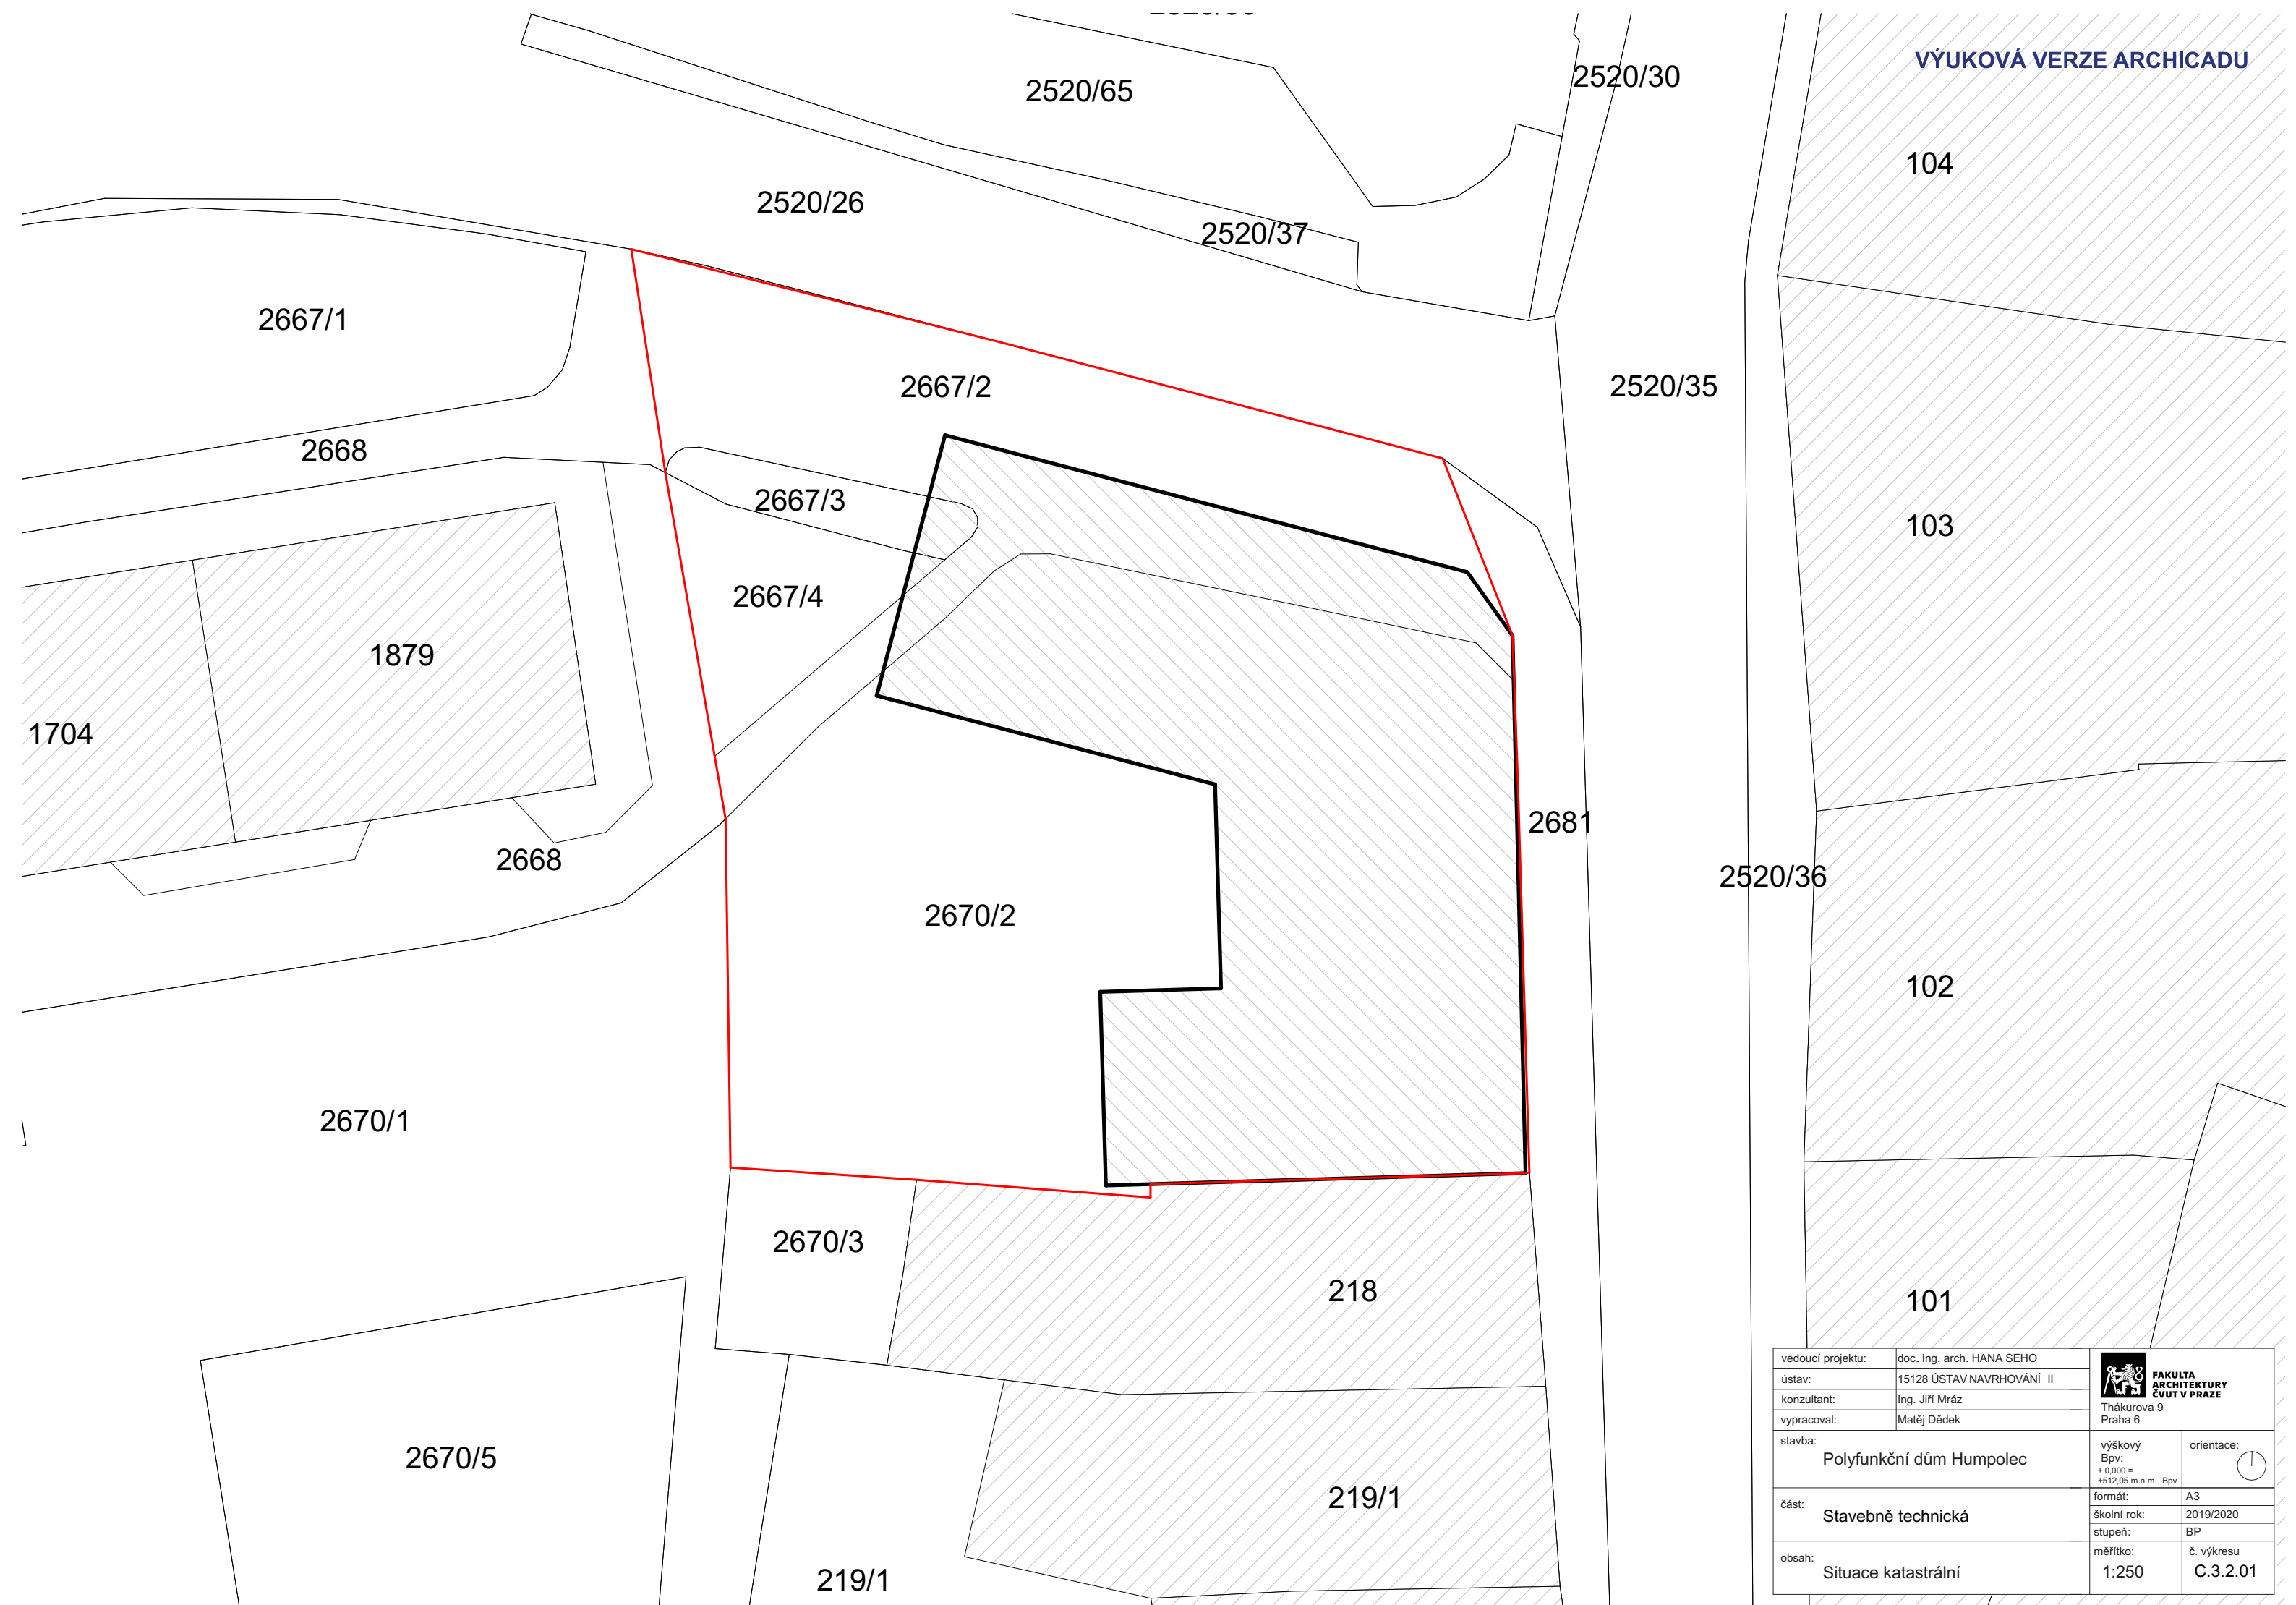 VÝUKOVÁ VERZE ARCHICADU
2520/65
2520/30
104
2520/26
2520/37
2667/1
2667/2
2520/35
2668
2667/3
103
2667/4
1879
1704
2681
2668
2520/36
2670/2
102
2670/1
2670/3
218
101
2670/5
219/1
219/1
vedoucí projektu: doc. Ing. arch. HANA SEHO
ústav: 15128 ÚSTAV NAVRHOVÁNÍ II
konzultant: Ing. Jiří Mráz
vypracoval: Matěj Dědek
FAKULTA
ARCHITEKTURY
ČVUT V PRAZE
Thákurova 9
Praha 6
stavba: Polyfunkční dům Humpolec
výškový
Bpv:
± 0,000 =
+512,05 m.n.m., Bpv
orientace:
část: Stavebně technická
formát: A3
školní rok: 2019/2020
stupeň: BP
obsah: Situace katastrální
měřítko: 1:250
č. výkresu C.3.2.01